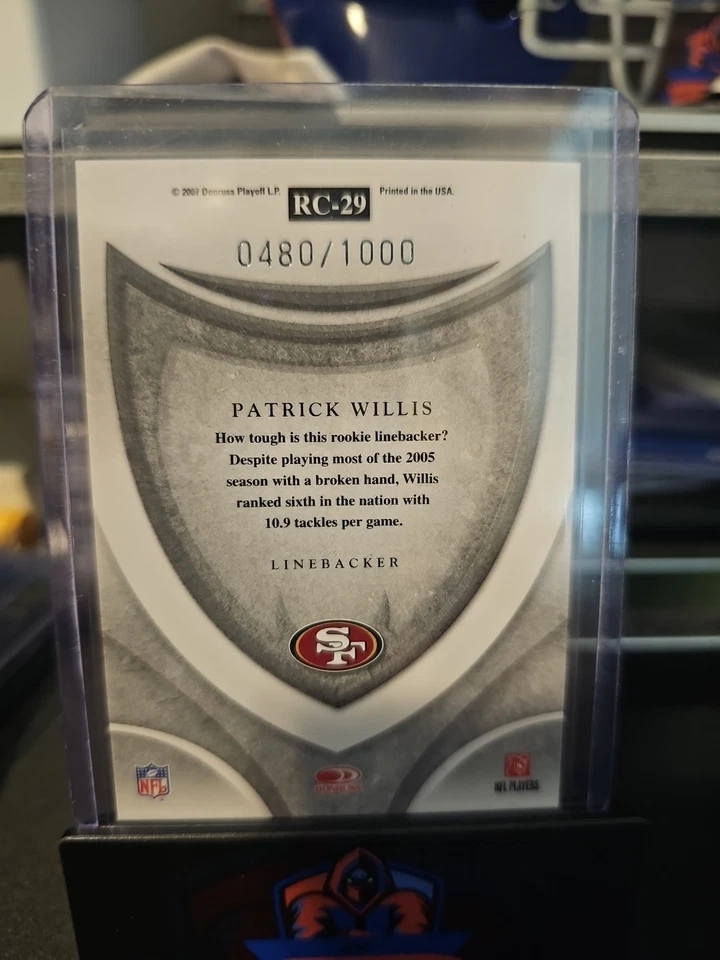 © 2007 Donruss Playoff L.P. RC-29 Printed in the USA.
0480/1000
PATRICK WILLIS
How tough is this rookie linebacker?
Despite playing most of the 2005
season with a broken hand, Willis
ranked sixth in the nation with
10.9 tackles per game.
LINEBACKER
SF
NFL DONRUSS NFL PLAYERS